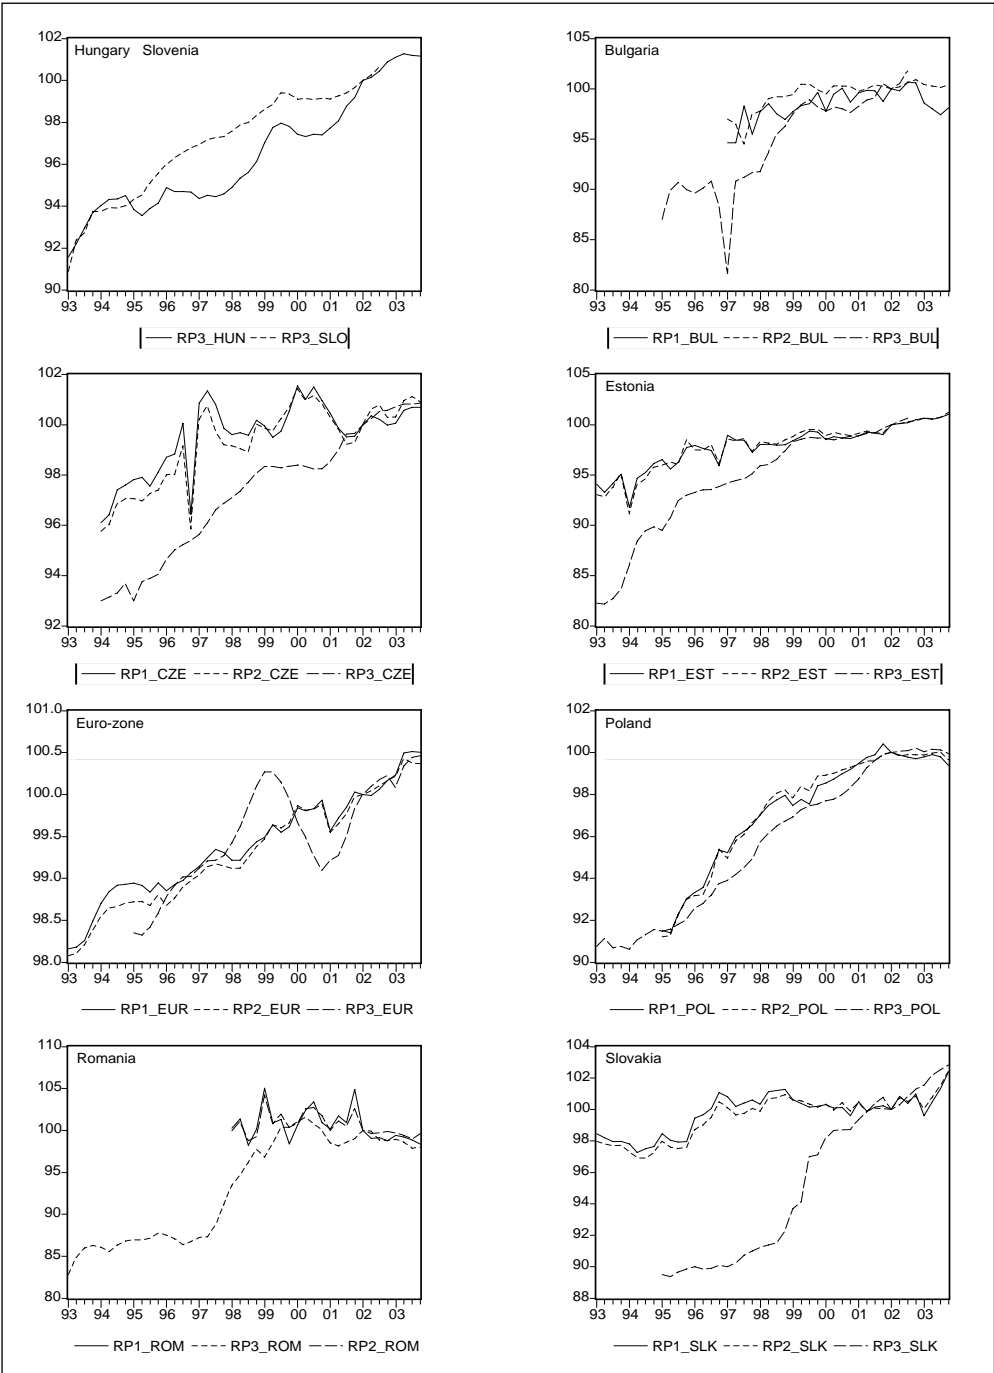 Hungary Slovenia
102
100
98
96
94
92
90
93 94 95 96 97 98 99 00 01 02 03
RP3_HUN RP3_SLO
Bulgaria
105
100
95
90
85
80
93 94 95 96 97 98 99 00 01 02 03
RP1_BUL RP2_BUL RP3_BUL
102
100
98
96
94
92
93 94 95 96 97 98 99 00 01 02 03
RP1_CZE RP2_CZE RP3_CZE
Estonia
105
100
95
90
85
80
93 94 95 96 97 98 99 00 01 02 03
RP1_EST RP2_EST RP3_EST
Euro-zone
101.0
100.5
100.0
99.5
99.0
98.5
98.0
93 94 95 96 97 98 99 00 01 02 03
RP1_EUR RP2_EUR RP3_EUR
Poland
102
100
98
96
94
92
90
93 94 95 96 97 98 99 00 01 02 03
RP1_POL RP2_POL RP3_POL
Romania
110
105
100
95
90
85
80
93 94 95 96 97 98 99 00 01 02 03
RP1_ROM RP3_ROM RP2_ROM
Slovakia
104
102
100
98
96
94
92
90
88
93 94 95 96 97 98 99 00 01 02 03
RP1_SLK RP2_SLK RP3_SLK